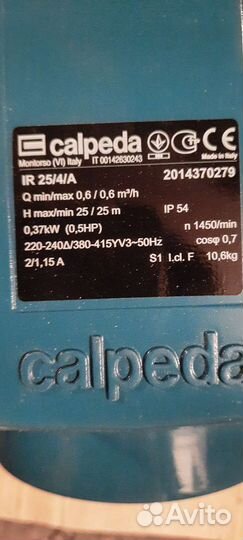 calpeda
Made in Italy
Montorso (VI) Italy IT 00142630243
IR 25/4/A 2014370279
Q min/max 0,6 / 0,6 m³/h
H max/min 25 / 25 m IP 54
0,37kW (0,5HP) n 1450/min
220-240Δ/380-415YV3~50Hz cosφ 0,7
2/1,15 A S1 I.cl. F 10,6kg
calpeda
Avito